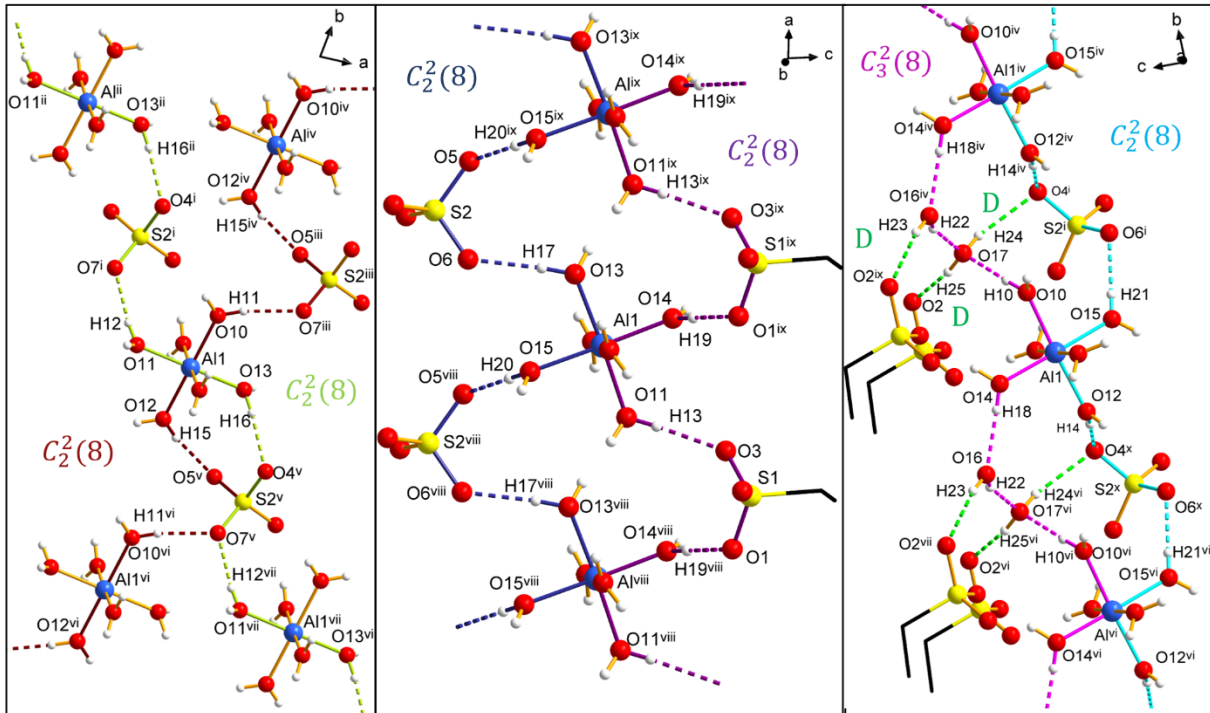 b
a
O11ⁱⁱ
Alⁱⁱ
O13ⁱⁱ
H16ⁱⁱ
O10ⁱᵛ
Alⁱᵛ
O12ⁱᵛ
H15ⁱᵛ
O4ⁱ
S2ⁱ
O7ⁱ
O5ⁱⁱⁱ
S2ⁱⁱⁱ
O7ⁱⁱⁱ
H11
O10
H12
O11
Al1
O13
O12
H16
H15
C₂²(8)
C₂²(8)
O5ᵛ
O4ᵛ
S2ᵛ
O7ᵛ
H11ᵛⁱ
O10ᵛⁱ
H12ᵛⁱⁱ
Al1ᵛⁱ
O12ᵛⁱ
O11ᵛⁱⁱ
Al1ᵛⁱⁱ
O13ᵛⁱ
a
c
b
C₂²(8)
O13ⁱˣ
O14ⁱˣ
Alⁱˣ
H19ⁱˣ
O15ⁱˣ
H20ⁱˣ
C₂²(8)
O5
O11ⁱˣ
H13ⁱˣ
S2
O3ⁱˣ
S1ⁱˣ
O6
H17
O13
O14
O1ⁱˣ
H19
Al1
O15
H20
O5ᵛⁱⁱⁱ
O11
H13
S2ᵛⁱⁱⁱ
O3
S1
O6ᵛⁱⁱⁱ
H17ᵛⁱⁱⁱ
O13ᵛⁱⁱⁱ
O14ᵛⁱⁱⁱ
O1
H19ᵛⁱⁱⁱ
Alᵛⁱⁱⁱ
O15ᵛⁱⁱⁱ
O11ᵛⁱⁱⁱ
b
c
a
C₃²(8)
O10ⁱᵛ
O15ⁱᵛ
Al1ⁱᵛ
O14ⁱᵛ
H18ⁱᵛ
O12ⁱᵛ
H14ⁱᵛ
C₂²(8)
O16ⁱᵛ
D
O4ⁱ
H23
H22
H24
S2ⁱ
O6ⁱ
D
O17
O2ⁱˣ
H25
O2
H10
O10
D
H21
O15
Al1
O14
H18
O12
H14
O16
O4ˣ
H23
H22
H24ᵛⁱ
S2ˣ
O6ˣ
O17ᵛⁱ
O2ᵛⁱⁱ
H25ᵛⁱ
O2ᵛⁱ
H10ᵛⁱ
O10ᵛⁱ
H21ᵛⁱ
O15ᵛⁱ
Alᵛⁱ
O14ᵛⁱ
O12ᵛⁱ